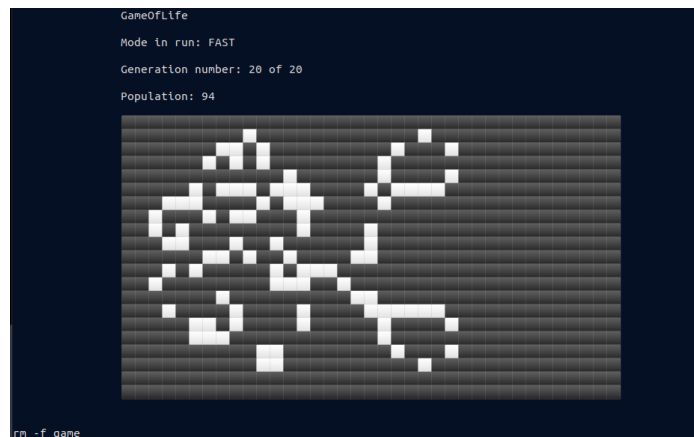 GameOfLife
Mode in run: FAST
Generation number: 20 of 20
Population: 94
rm -f game